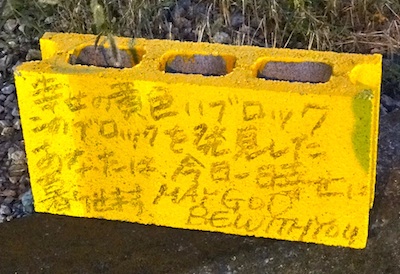 幸せの黄色いブロック
このブロックを発見した
あなたは 今日一日幸せに
MAY GOD
BE WITH YOU